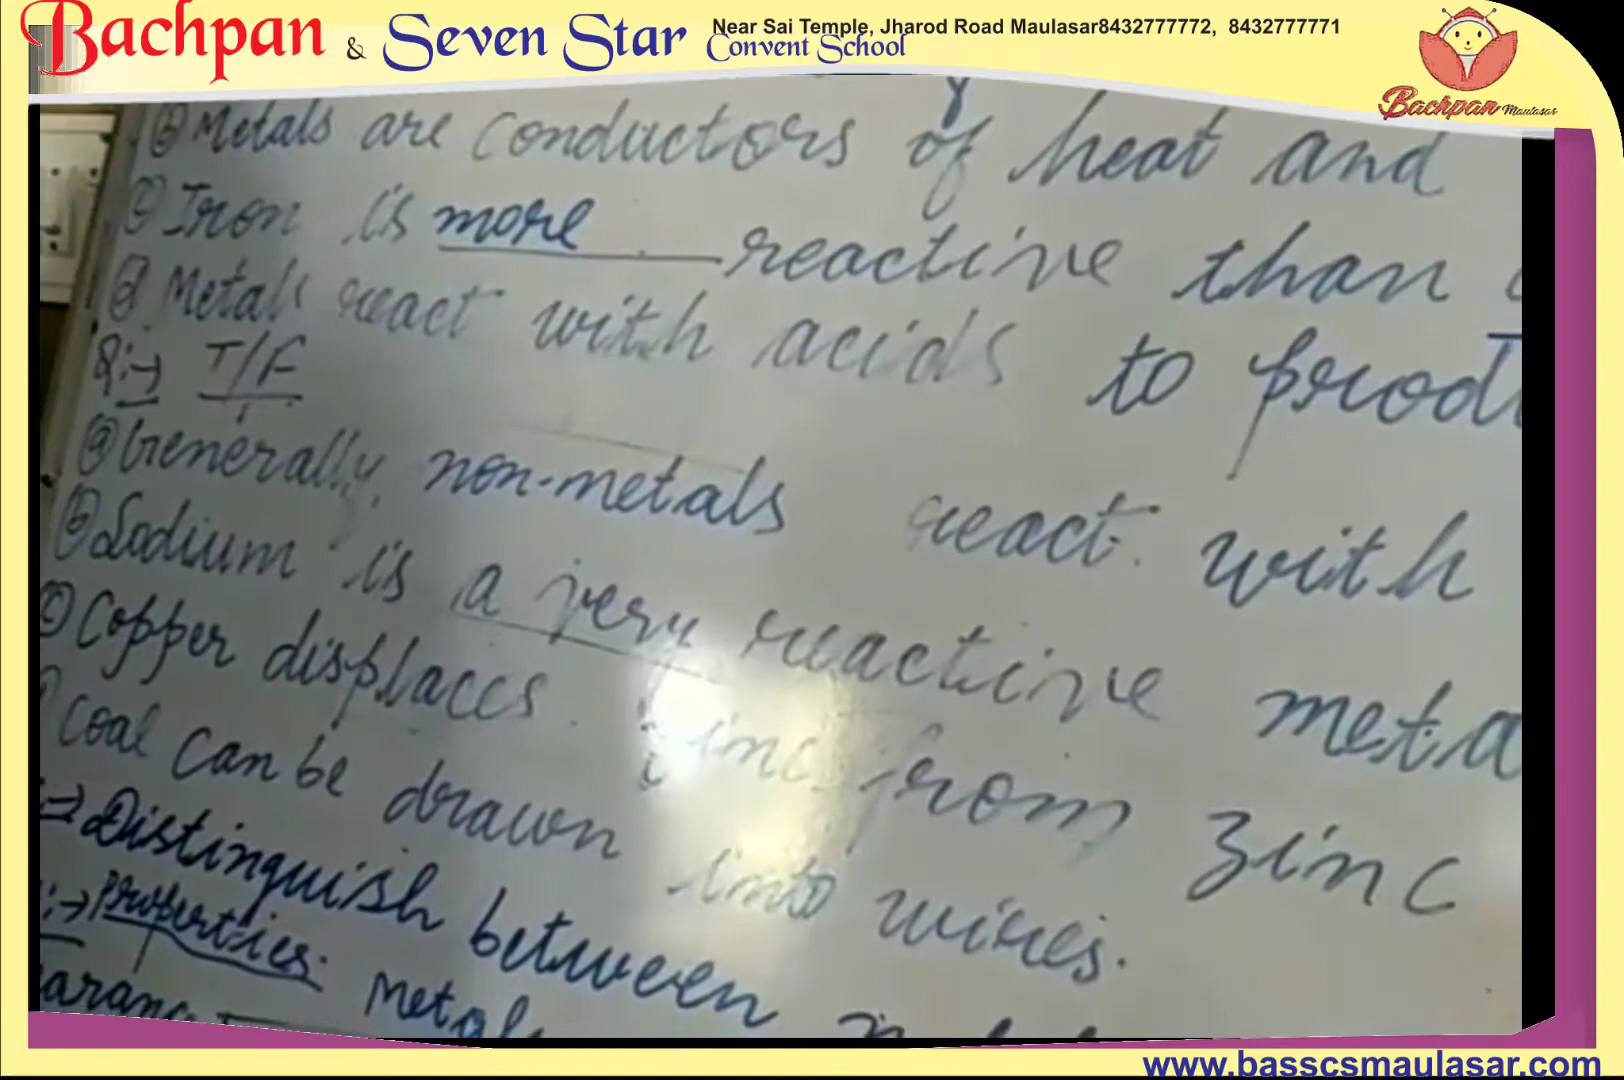 Bachpan & Seven Star Convent School
Near Sai Temple, Jharod Road Maulasar8432777772, 8432777771
Bachpan Maulasar
(b) Metals are conductors of heat and
(c) Iron is more reactive than
(d) Metals react with acids to prod
Q:→ T/F
(a) Generally, non-metals react with
(b) Sodium is a very reactive meta
(c) Copper displaces zinc from zinc
Coal can be drawn into wires.
:⇒ Distinguish between
:→ Properties. Metal
www.basscsmaulasar.com